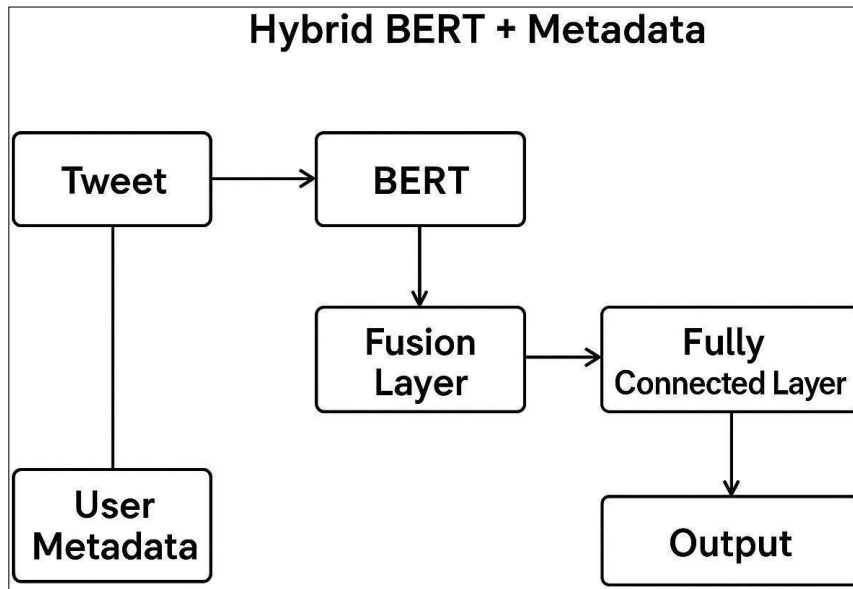 Hybrid BERT + Metadata
Tweet
BERT
Fusion
Layer
Fully
Connected Layer
User
Metadata
Output